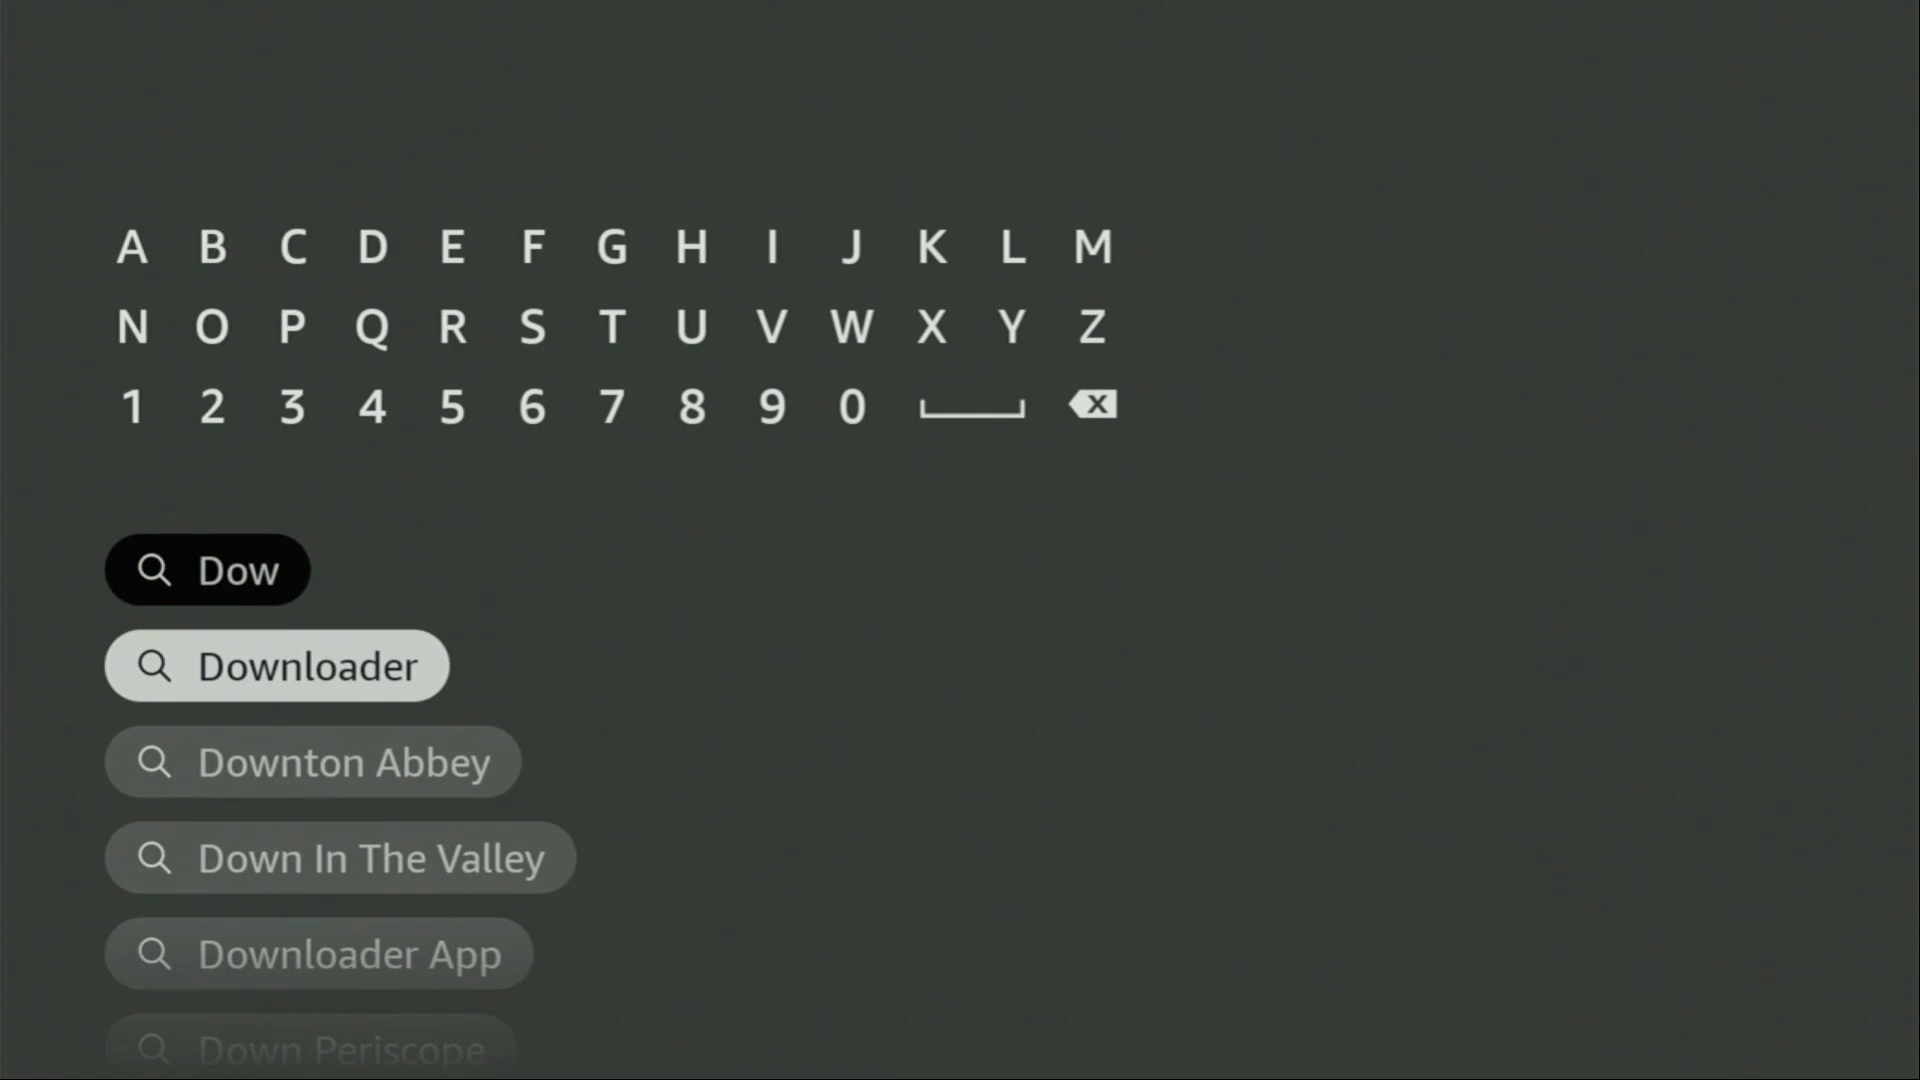 A B C D E F G H I J K L M
N O P Q R S T U V W X Y Z
1 2 3 4 5 6 7 8 9 0
Dow
Downloader
Downton Abbey
Down In The Valley
Downloader App
Down Periscope